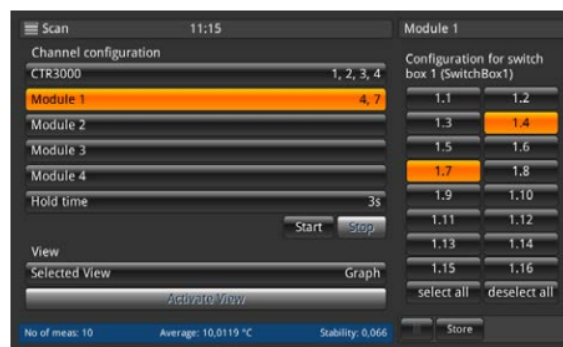 Scan 11:15
Channel configuration
CTR3000 1, 2, 3, 4
Module 1 4, 7
Module 2
Module 3
Module 4
Hold time 3s
Start Stop
View
Selected View Graph
Activate View
No of meas: 10 Average: 10,0119 °C Stability: 0,066
Module 1
Configuration for switch
box 1 (SwitchBox1)
1.1 1.2
1.3 1.4
1.5 1.6
1.7 1.8
1.9 1.10
1.11 1.12
1.13 1.14
1.15 1.16
select all deselect all
Store